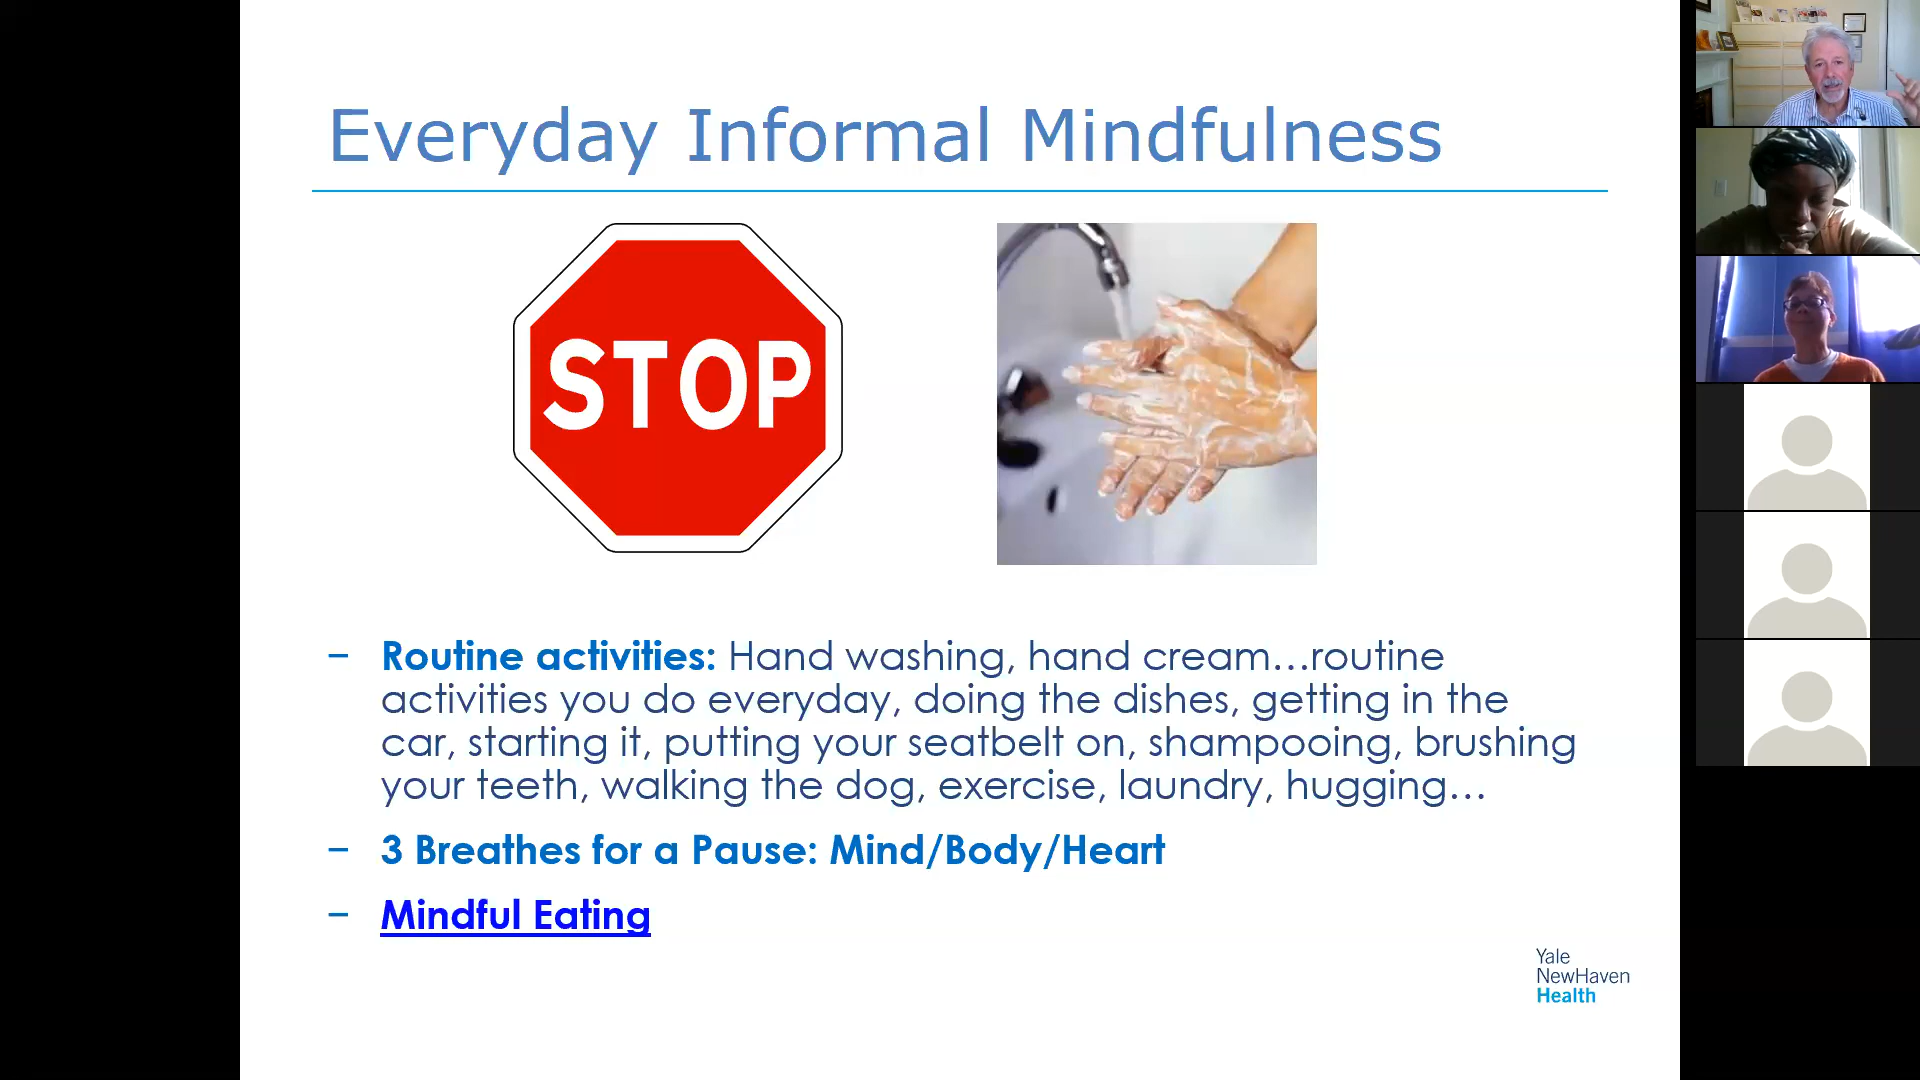 Everyday Informal Mindfulness
STOP
− Routine activities: Hand washing, hand cream…routine
activities you do everyday, doing the dishes, getting in the
car, starting it, putting your seatbelt on, shampooing, brushing
your teeth, walking the dog, exercise, laundry, hugging…
− 3 Breathes for a Pause: Mind/Body/Heart
− Mindful Eating
Yale
NewHaven
Health